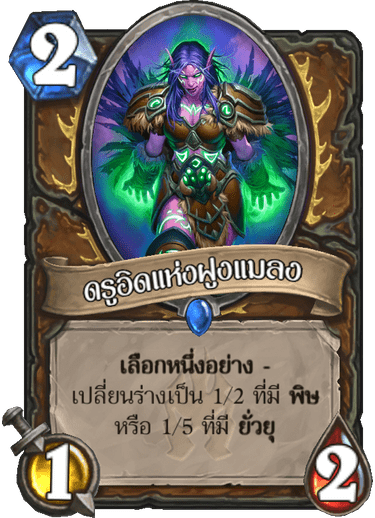 2
ดรูอิดแห่งฝูงแมลง
เลือกหนึ่งอย่าง -
เปลี่ยนร่างเป็น 1/2 ที่มี พิษ
หรือ 1/5 ที่มี ยั่วยุ
1
2